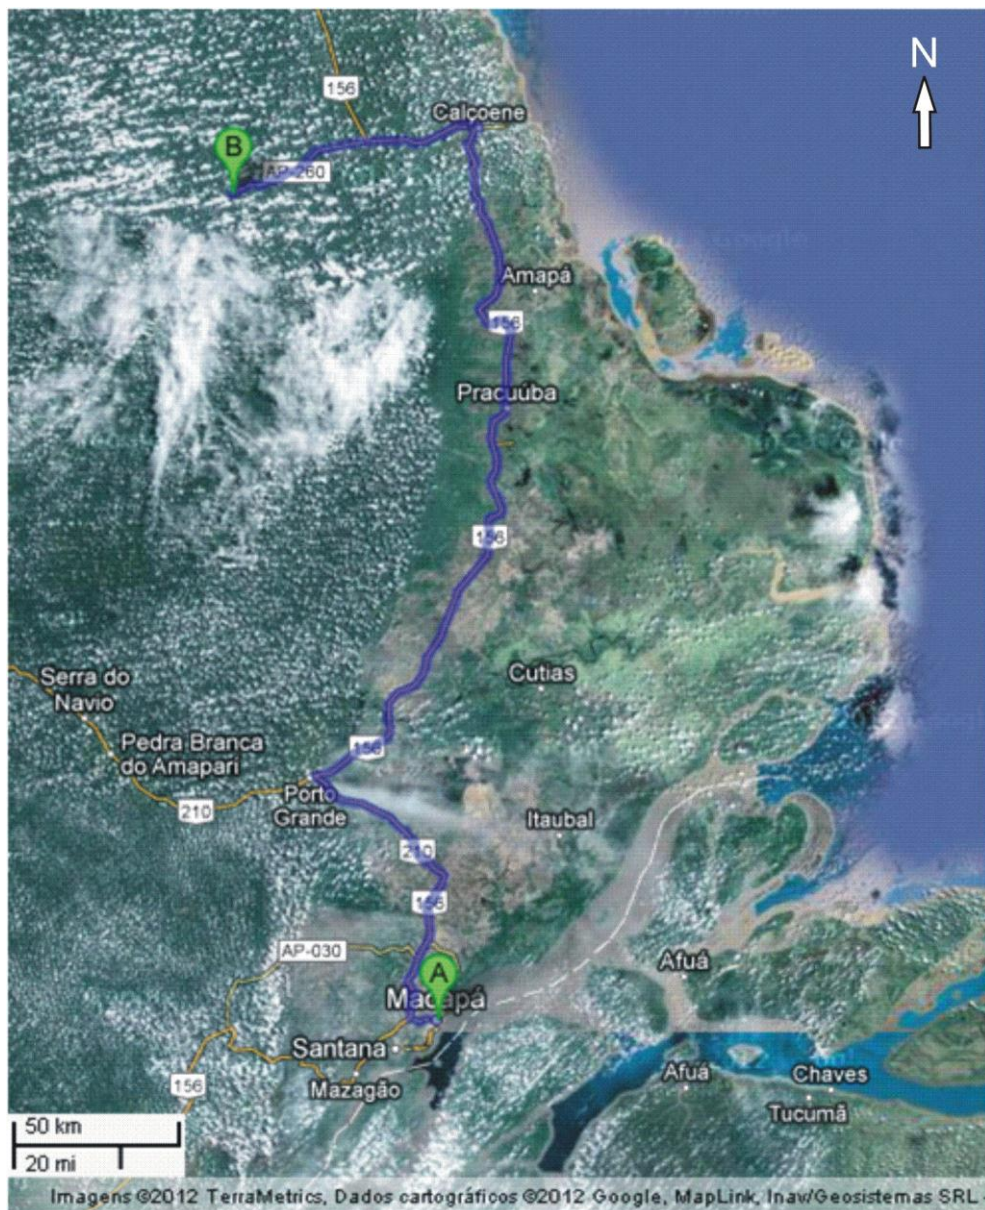 N
156
Calçoene
B
AP-260
Amapá
156
Pracuúba
156
Cutias
Serra do
Navio
156
Pedra Branca
do Amapari
Porto
Grande
210
Itaubal
210
156
AP-030
Afuá
A
Macapá
Santana
Mazagão
156
Afuá
Chaves
Tucumã
50 km
20 mi
Imagens ©2012 TerraMetrics, Dados cartográficos ©2012 Google, MapLink, Inav/Geosistemas SRL -